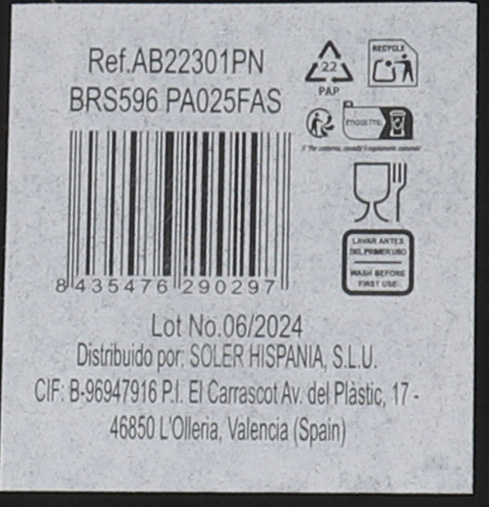 Ref.AB22301PN
BRS596 PA025FAS
8 435476 290297
22
PAP
RECYCLE
ETIQUETTE
LAVAR ANTES
DEL PRIMER USO
WASH BEFORE
FIRST USE
Lot No.06/2024
Distribuido por: SOLER HISPANIA, S.L.U.
CIF: B-96947916 P.I. El Carrascot Av. del Plàstic, 17 -
46850 L'Olleria, Valencia (Spain)